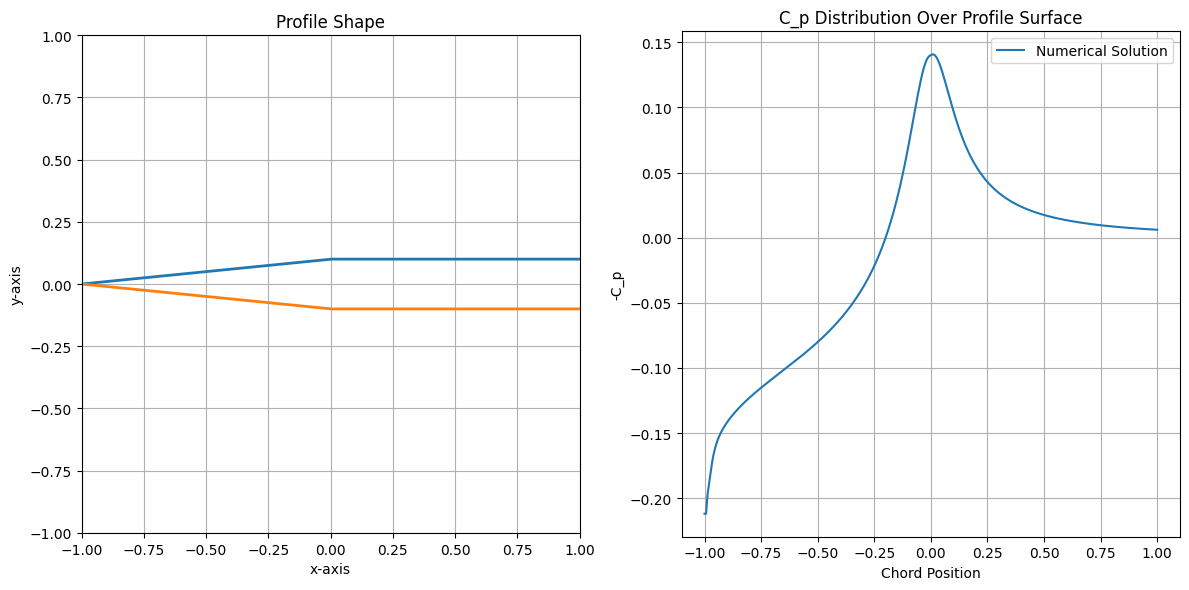 Profile Shape
1.00
0.75
0.50
0.25
0.00
−0.25
−0.50
−0.75
−1.00
y-axis
−1.00 −0.75 −0.50 −0.25 0.00 0.25 0.50 0.75 1.00
x-axis
C_p Distribution Over Profile Surface
Numerical Solution
0.15
0.10
0.05
0.00
−0.05
−0.10
−0.15
−0.20
-C_p
−1.00 −0.75 −0.50 −0.25 0.00 0.25 0.50 0.75 1.00
Chord Position